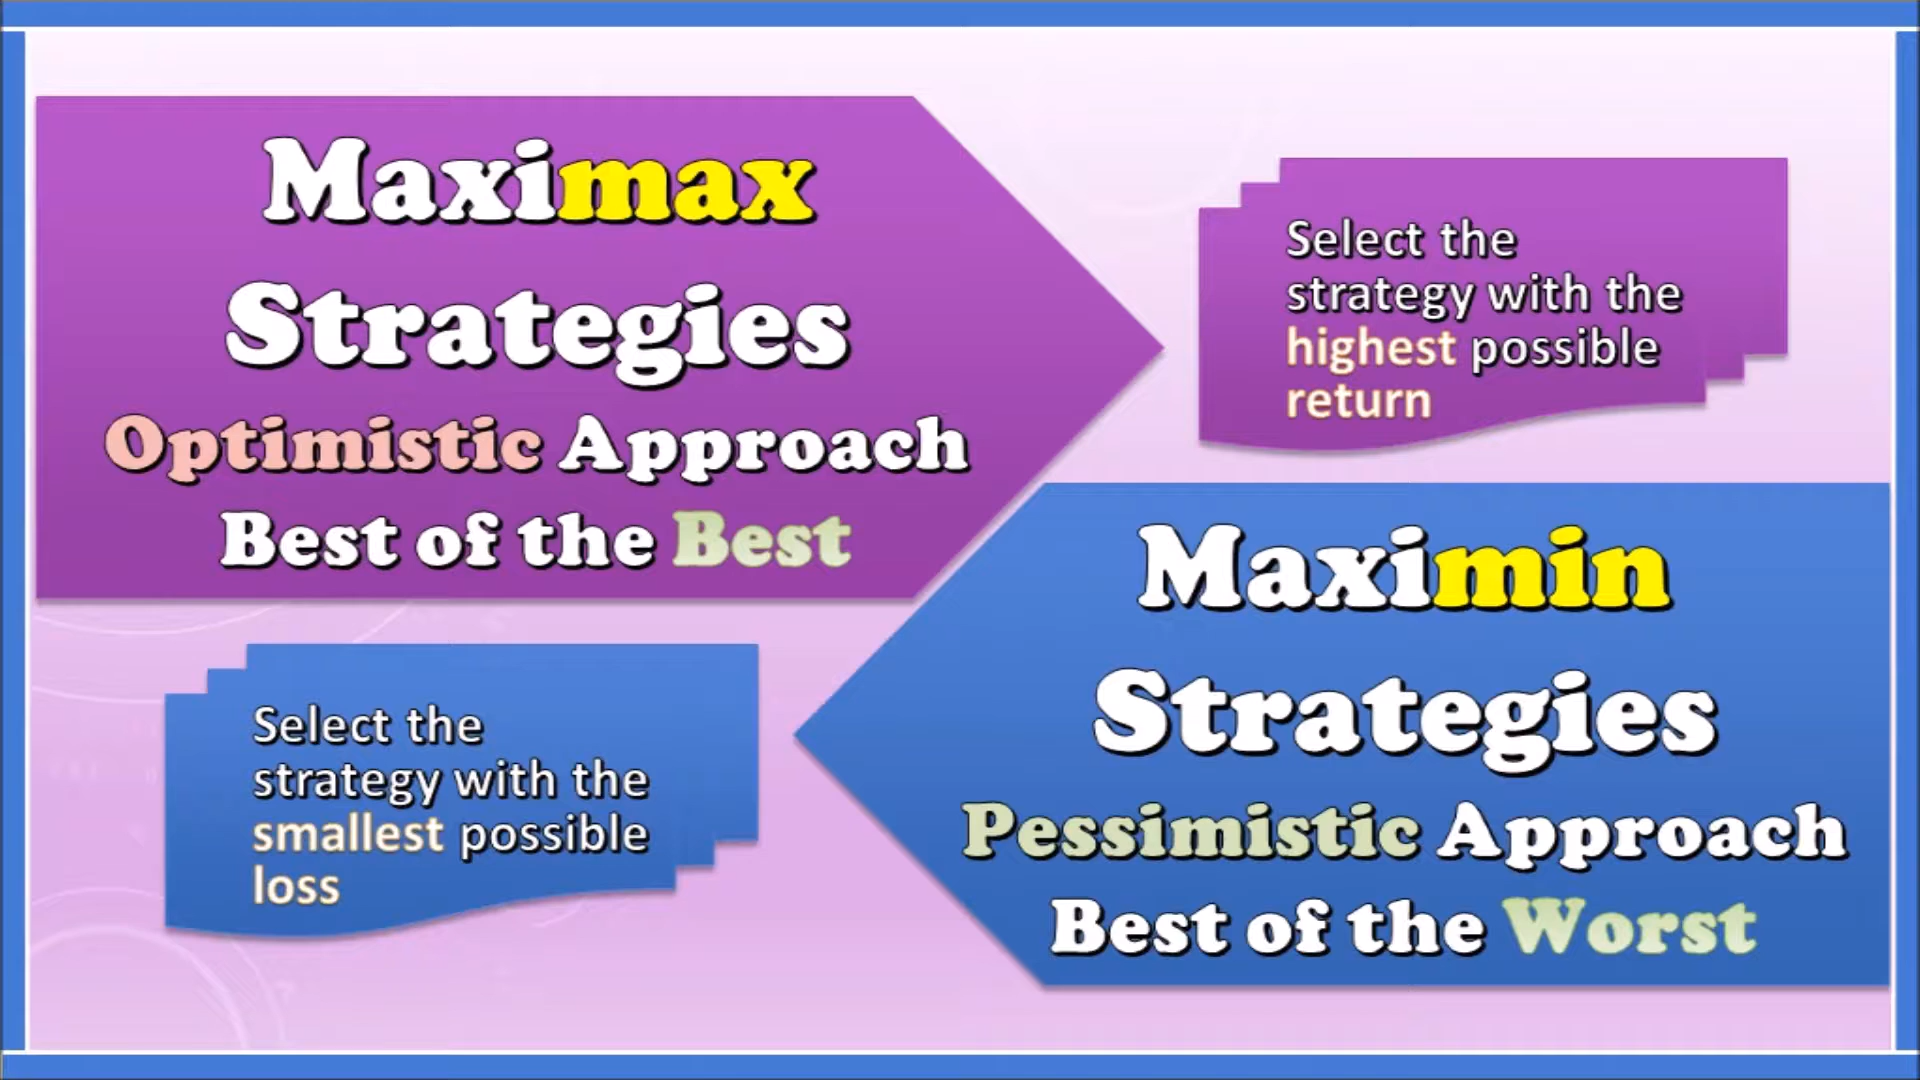 Maximax
Strategies
Optimistic Approach
Best of the Best
Select the
strategy with the
highest possible
return
Maximin
Strategies
Pessimistic Approach
Best of the Worst
Select the
strategy with the
smallest possible
loss